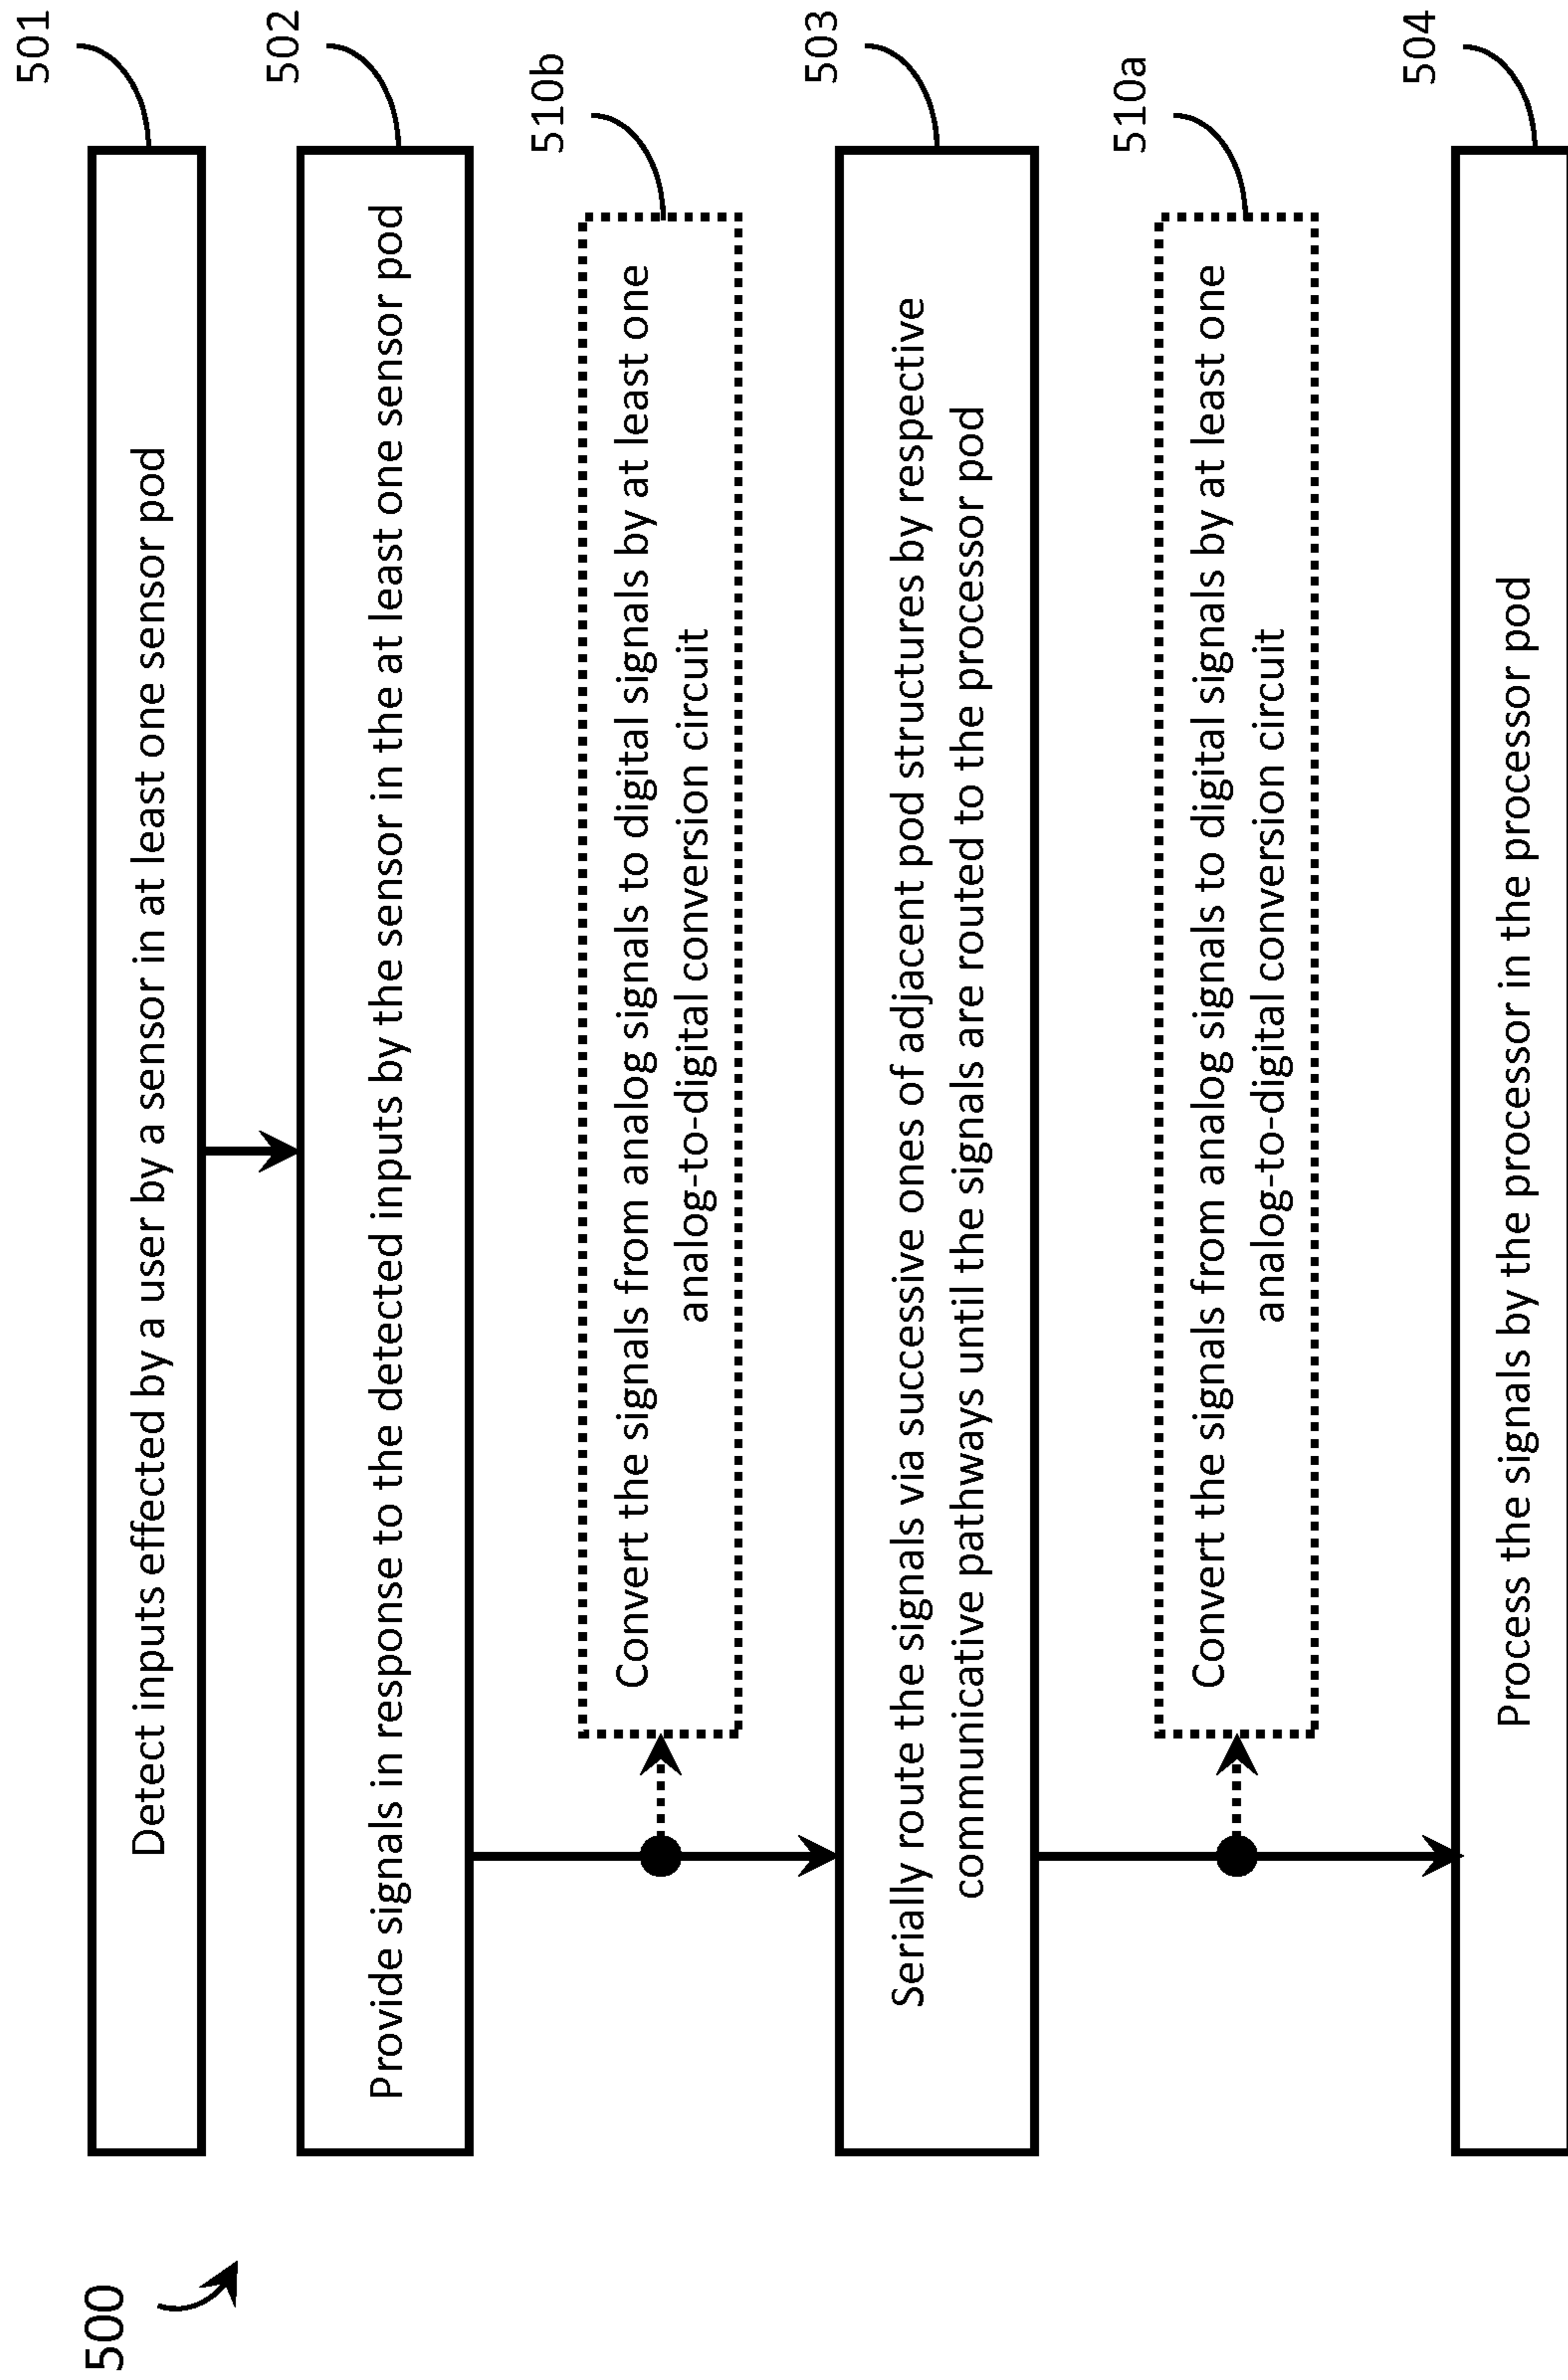 500
501
Detect inputs effected by a user by a sensor in at least one sensor pod
502
Provide signals in response to the detected inputs by the sensor in the at least one sensor pod
510b
Convert the signals from analog signals to digital signals by at least one
analog-to-digital conversion circuit
503
Serially route the signals via successive ones of adjacent pod structures by respective
communicative pathways until the signals are routed to the processor pod
510a
Convert the signals from analog signals to digital signals by at least one
analog-to-digital conversion circuit
504
Process the signals by the processor in the processor pod